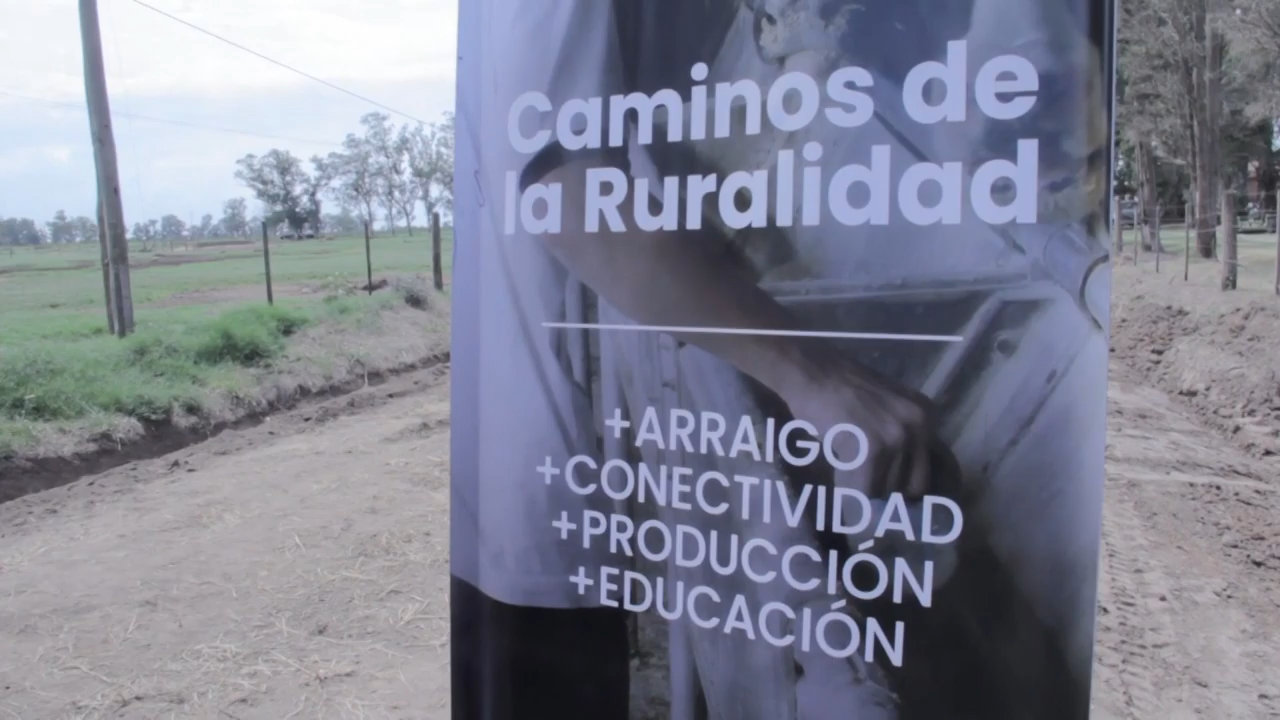 Caminos de
la Ruralidad
+ARRAIGO
+CONECTIVIDAD
+PRODUCCIÓN
+EDUCACIÓN